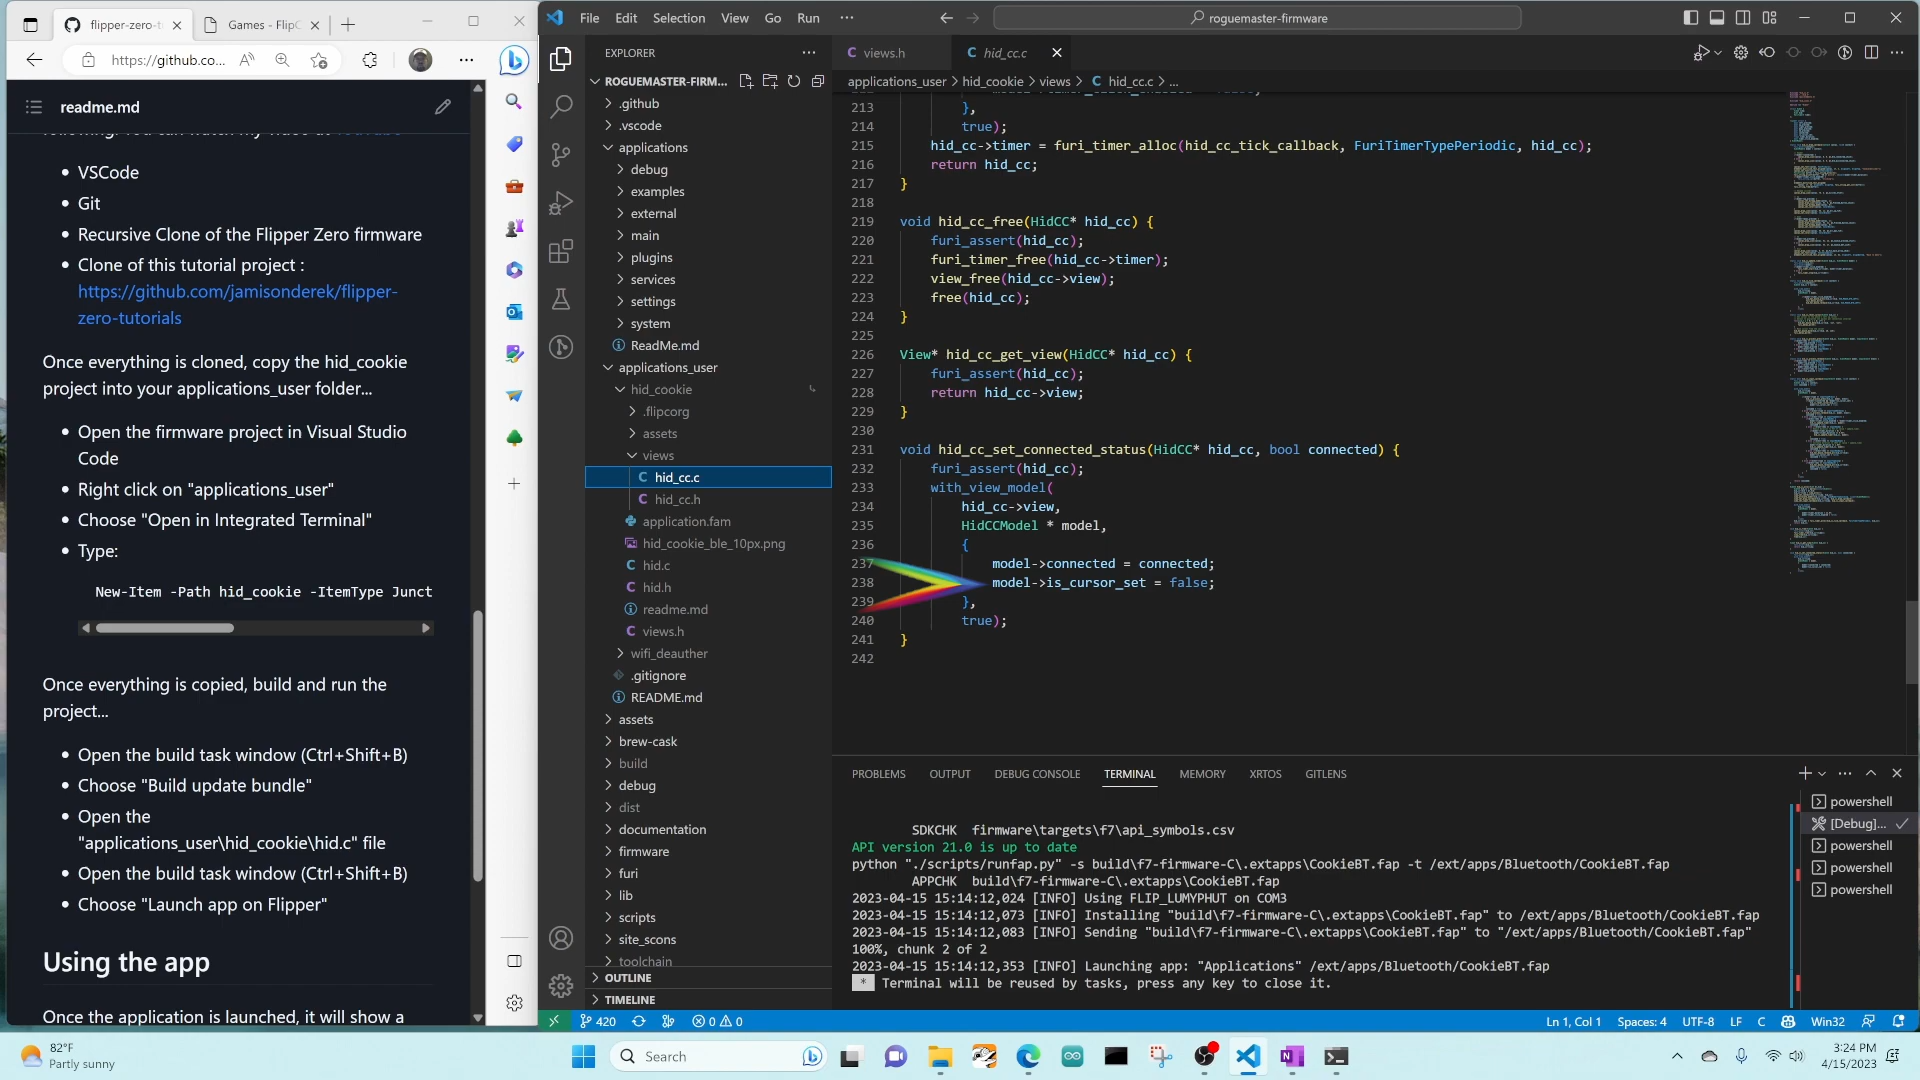 flipper-zero-t
Games - FlipC
https://github.co...
readme.md
VSCode
Git
Recursive Clone of the Flipper Zero firmware
Clone of this tutorial project :
https://github.com/jamisonderek/flipper-
zero-tutorials
Once everything is cloned, copy the hid_cookie
project into your applications_user folder...
Open the firmware project in Visual Studio
Code
Right click on "applications_user"
Choose "Open in Integrated Terminal"
Type:
New-Item -Path hid_cookie -ItemType Junct
Once everything is copied, build and run the
project...
Open the build task window (Ctrl+Shift+B)
Choose "Build update bundle"
Open the
"applications_user\hid_cookie\hid.c" file
Open the build task window (Ctrl+Shift+B)
Choose "Launch app on Flipper"
Using the app
Once the application is launched, it will show a
File Edit Selection View Go Run ···
roguemaster-firmware
EXPLORER
ROGUEMASTER-FIRM...
.github
.vscode
applications
debug
examples
external
main
plugins
services
settings
system
ReadMe.md
applications_user
hid_cookie
.flipcorg
assets
views
C hid_cc.c
C hid_cc.h
application.fam
hid_cookie_ble_10px.png
C hid.c
C hid.h
readme.md
C views.h
wifi_deauther
.gitignore
README.md
assets
brew-cask
build
debug
dist
documentation
firmware
furi
lib
scripts
site_scons
toolchain
OUTLINE
TIMELINE
C views.h
C hid_cc.c
applications_user > hid_cookie > views > C hid_cc.c > ...
213 },
214 true);
215 hid_cc->timer = furi_timer_alloc(hid_cc_tick_callback, FuriTimerTypePeriodic, hid_cc);
216 return hid_cc;
217 }
218
219 void hid_cc_free(HidCC* hid_cc) {
220 furi_assert(hid_cc);
221 furi_timer_free(hid_cc->timer);
222 view_free(hid_cc->view);
223 free(hid_cc);
224 }
225
226 View* hid_cc_get_view(HidCC* hid_cc) {
227 furi_assert(hid_cc);
228 return hid_cc->view;
229 }
230
231 void hid_cc_set_connected_status(HidCC* hid_cc, bool connected) {
232 furi_assert(hid_cc);
233 with_view_model(
234 hid_cc->view,
235 HidCCModel * model,
236 {
237 model->connected = connected;
238 model->is_cursor_set = false;
239 },
240 true);
241 }
242
PROBLEMS OUTPUT DEBUG CONSOLE TERMINAL MEMORY XRTOS GITLENS
SDKCHK firmware\targets\f7\api_symbols.csv
API version 21.0 is up to date
python "./scripts/runfap.py" -s build\f7-firmware-C\.extapps\CookieBT.fap -t /ext/apps/Bluetooth/CookieBT.fap
APPCHK build\f7-firmware-C\.extapps\CookieBT.fap
2023-04-15 15:14:12,024 [INFO] Using FLIP_LUMYPHUT on COM3
2023-04-15 15:14:12,073 [INFO] Installing "build\f7-firmware-C\.extapps\CookieBT.fap" to /ext/apps/Bluetooth/CookieBT.fap
2023-04-15 15:14:12,083 [INFO] Sending "build\f7-firmware-C\.extapps\CookieBT.fap" to "/ext/apps/Bluetooth/CookieBT.fap"
100%, chunk 2 of 2
2023-04-15 15:14:12,353 [INFO] Launching app: "Applications" /ext/apps/Bluetooth/CookieBT.fap
* Terminal will be reused by tasks, press any key to close it.
powershell
[Debug]...
powershell
powershell
powershell
420
0 0
Ln 1, Col 1 Spaces: 4 UTF-8 LF C Win32
82°F
Partly sunny
Search
3:24 PM
4/15/2023